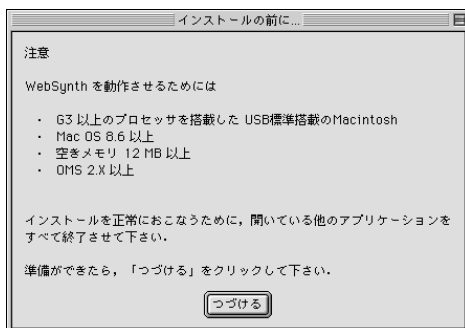 インストールの前に...
注意
WebSynth を動作させるためには
・ G3 以上のプロセッサを搭載した USB標準搭載のMacintosh
・ Mac OS 8.6 以上
・ 空きメモリ 12 MB 以上
・ OMS 2.X 以上
インストールを正常におこなうために，開いている他のアプリケーションを
すべて終了させて下さい．
準備ができたら，「つづける」をクリックして下さい．
つづける